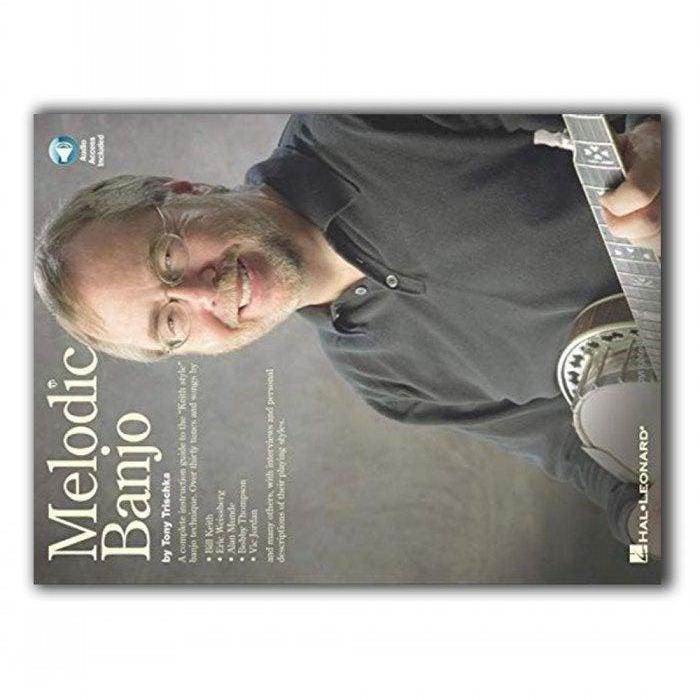 Audio
Access
Included
Melodic
Banjo
by Tony Trischka
A complete instruction guide to the "Keith style"
banjo technique. Over thirty tunes and songs by
• Bill Keith
• Eric Weissberg
• Alan Munde
• Bobby Thompson
• Vic Jordan
and many others, with interviews and personal
descriptions of their playing styles.
HAL•LEONARD®